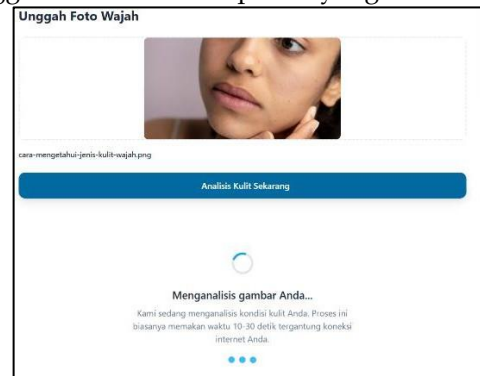 Unggah Foto Wajah
cara-mengetahui-jenis-kulit-wajah.png
Analisis Kulit Sekarang
Menganalisis gambar Anda...
Kami sedang menganalisis kondisi kulit Anda. Proses ini
biasanya memakan waktu 10-30 detik tergantung koneksi
internet Anda.